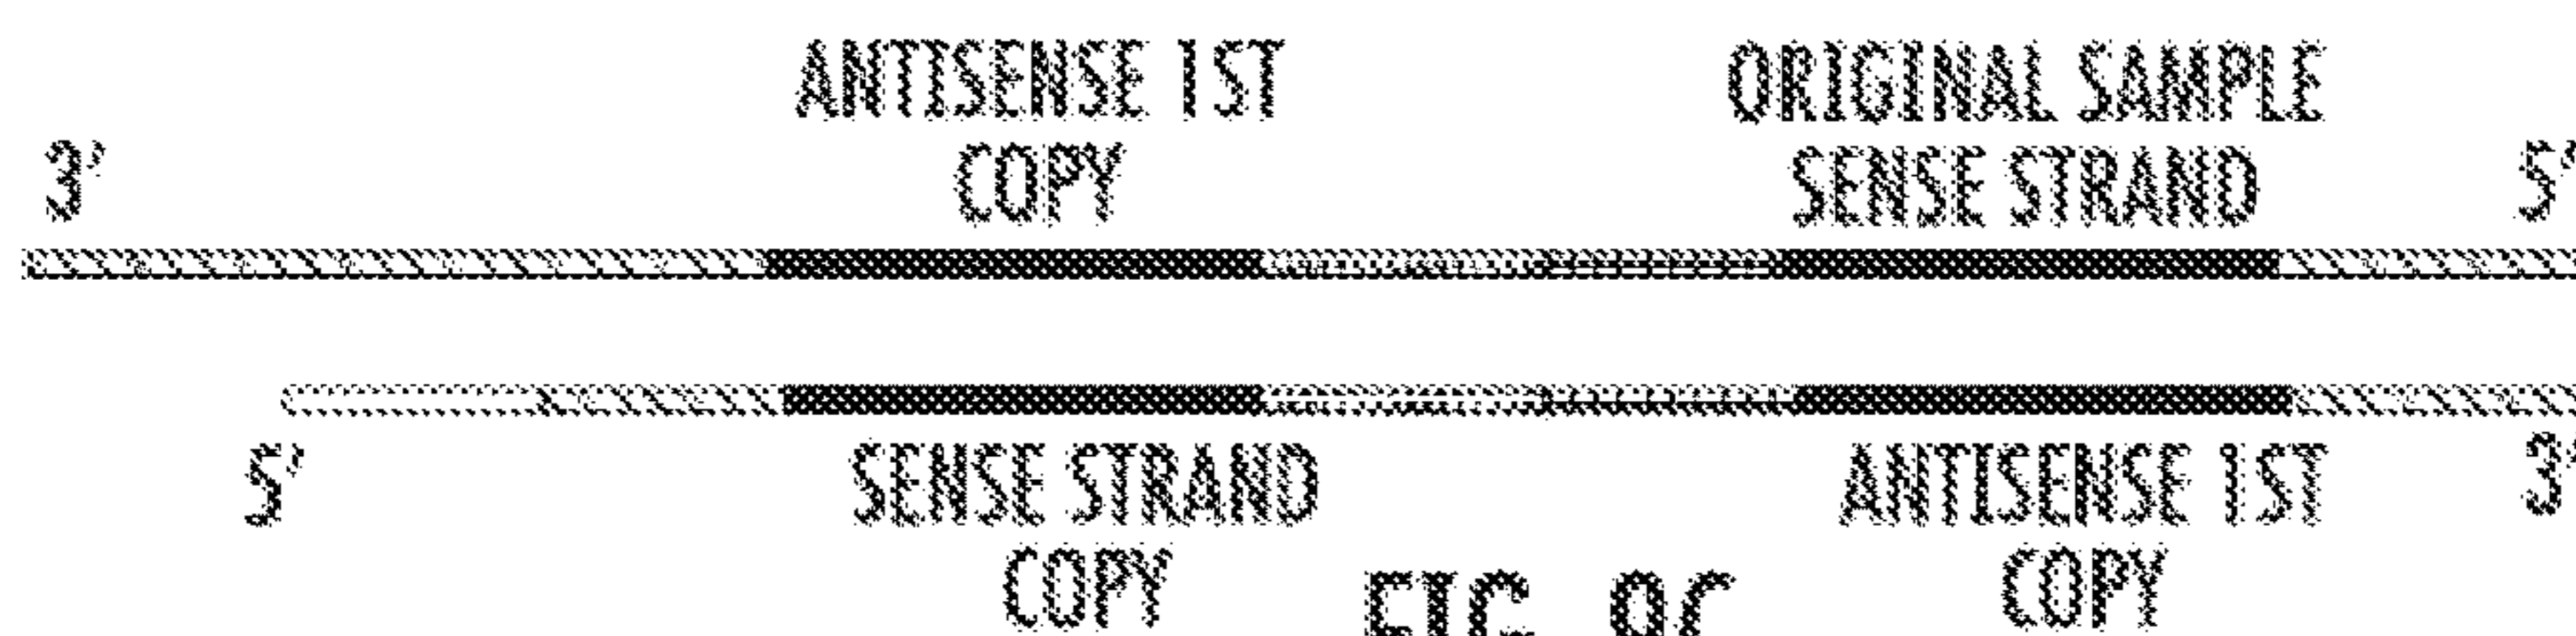 ANTISENSE 1ST
COPY
ORIGINAL SAMPLE
SENSE STRAND
3'
5'
5'
SENSE STRAND
COPY
ANTISENSE 1ST
COPY
3'